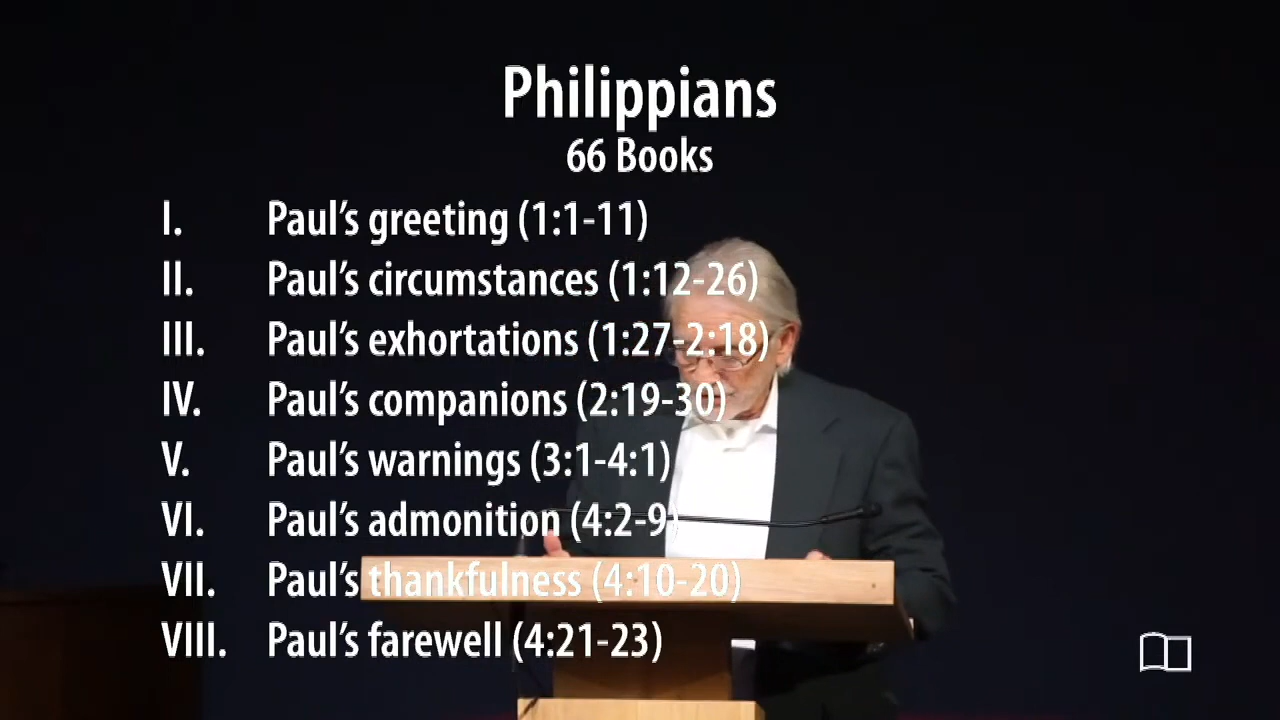 Philippians
66 Books
I. Paul's greeting (1:1-11)
II. Paul's circumstances (1:12-26)
III. Paul's exhortations (1:27-2:18)
IV. Paul's companions (2:19-30)
V. Paul's warnings (3:1-4:1)
VI. Paul's admonition (4:2-9)
VII. Paul's thankfulness (4:10-20)
VIII. Paul's farewell (4:21-23)